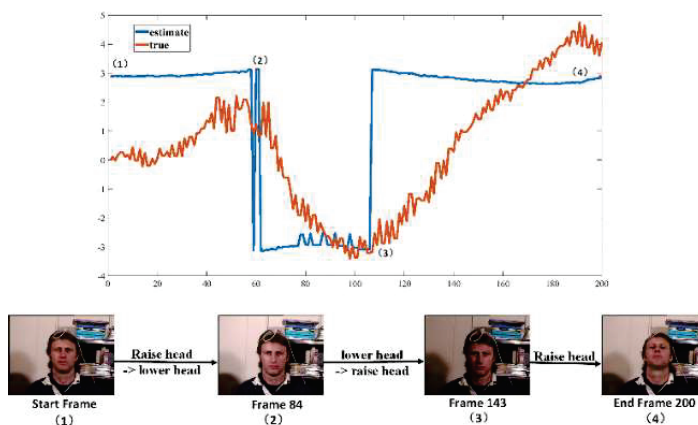 5
4
3
2
1
0
-1
-2
-3
-4
0 20 40 60 80 100 120 140 160 180 200
estimate
true
(1)
(2)
(3)
(4)
Raise head
-> lower head
lower head
-> raise head
Raise head
Start Frame
Frame 84
Frame 143
End Frame 200
(1)
(2)
(3)
(4)